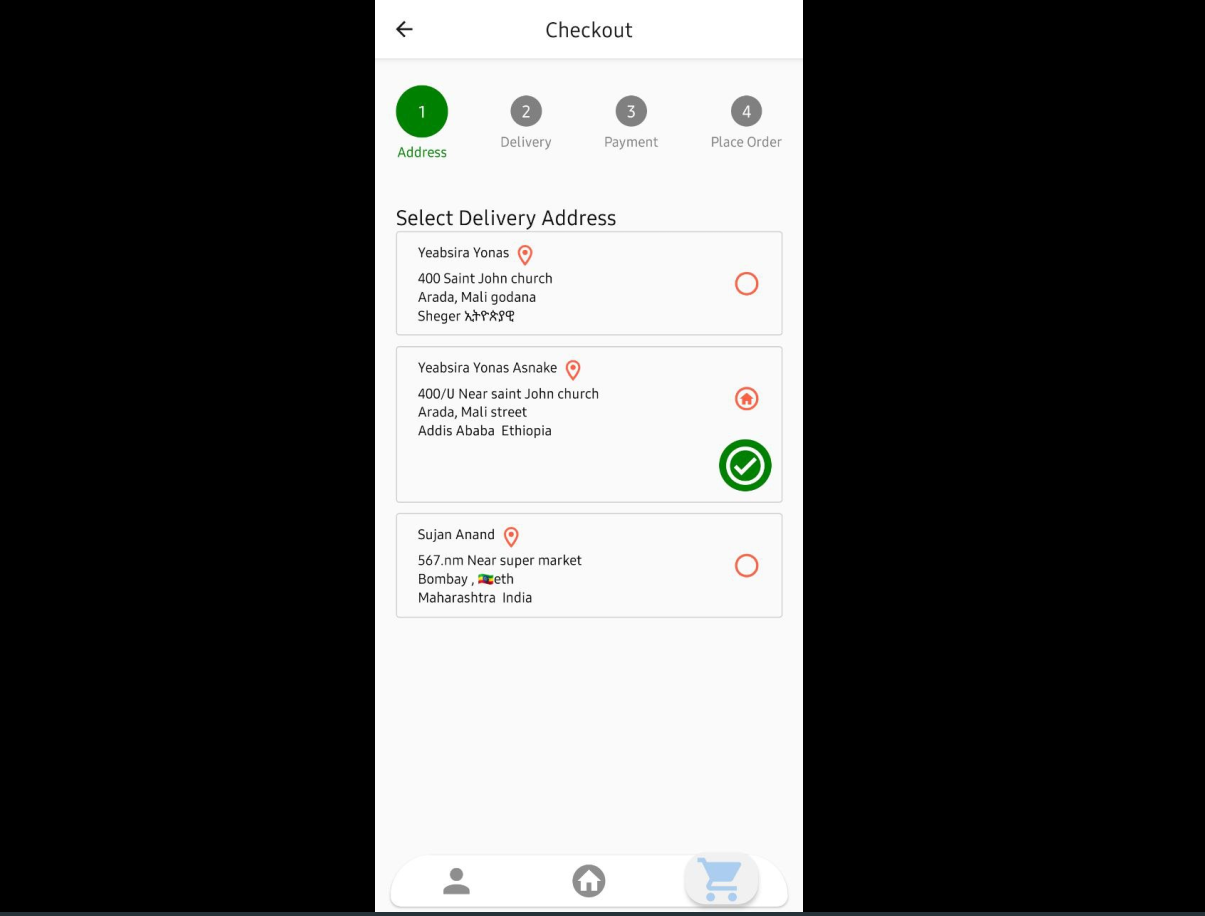 Checkout
1
2
3
4
Address
Delivery
Payment
Place Order
Select Delivery Address
Yeabsira Yonas
400 Saint John church
Arada, Mali godana
Sheger ኢትዮጵያዊ
Yeabsira Yonas Asnake
400/U Near saint John church
Arada, Mali street
Addis Ababa  Ethiopia
Sujan Anand
567.nm Near super market
Bombay , 🇪🇹eth
Maharashtra  India